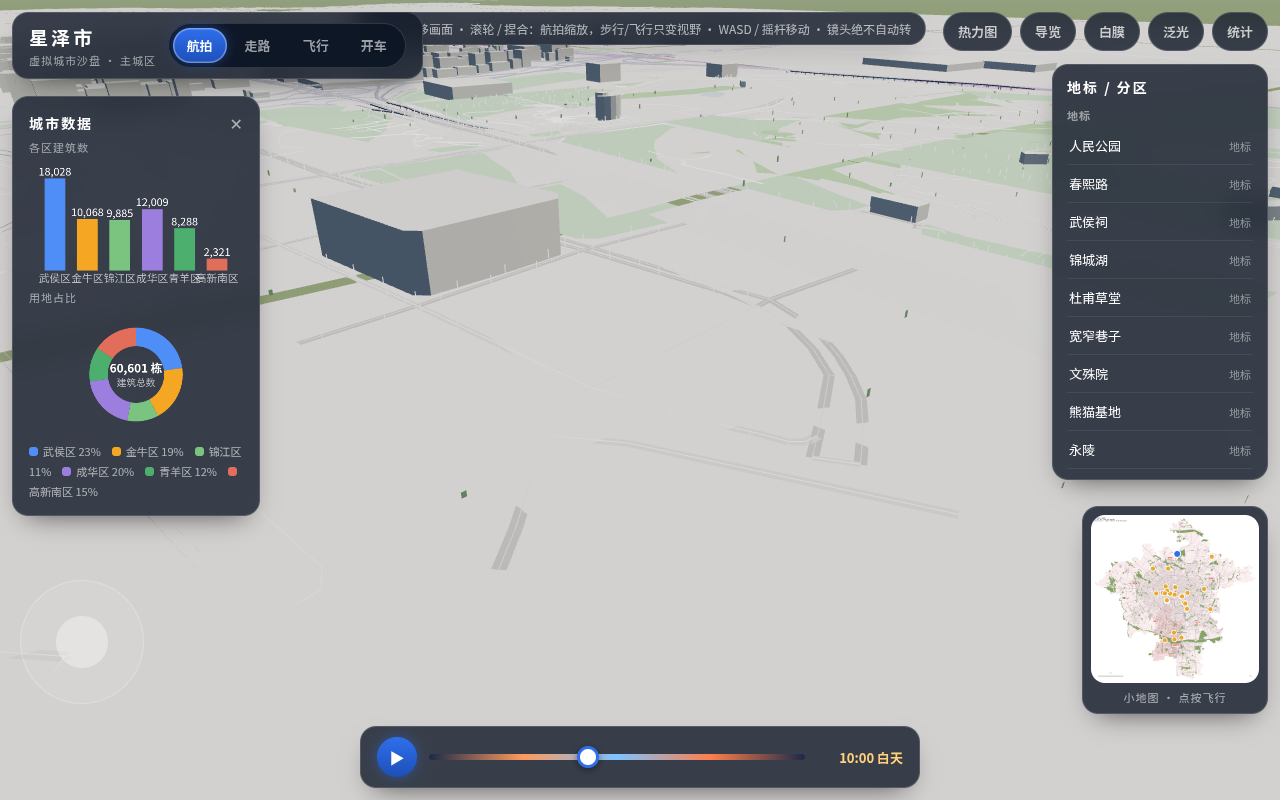 星泽市
虚拟城市沙盘 · 主城区
航拍 走路 飞行 开车
画面 · 滚轮 / 捏合：航拍缩放，步行/飞行只变视野 · WASD / 摇杆移动 · 镜头绝不自动转
热力图 导览 白膜 泛光 统计
城市数据 ×
各区建筑数
18,028
10,068
9,885
12,009
8,288
2,321
武侯区 金牛区 锦江区 成华区 青羊区 高新南区
用地占比
60,601 栋
建筑总数
武侯区 23% 金牛区 19% 锦江区
11% 成华区 20% 青羊区 12%
高新南区 15%
地标 / 分区
地标
人民公园 地标
春熙路 地标
武侯祠 地标
锦城湖 地标
杜甫草堂 地标
宽窄巷子 地标
文殊院 地标
熊猫基地 地标
永陵 地标
小地图 · 点按飞行
10:00 白天